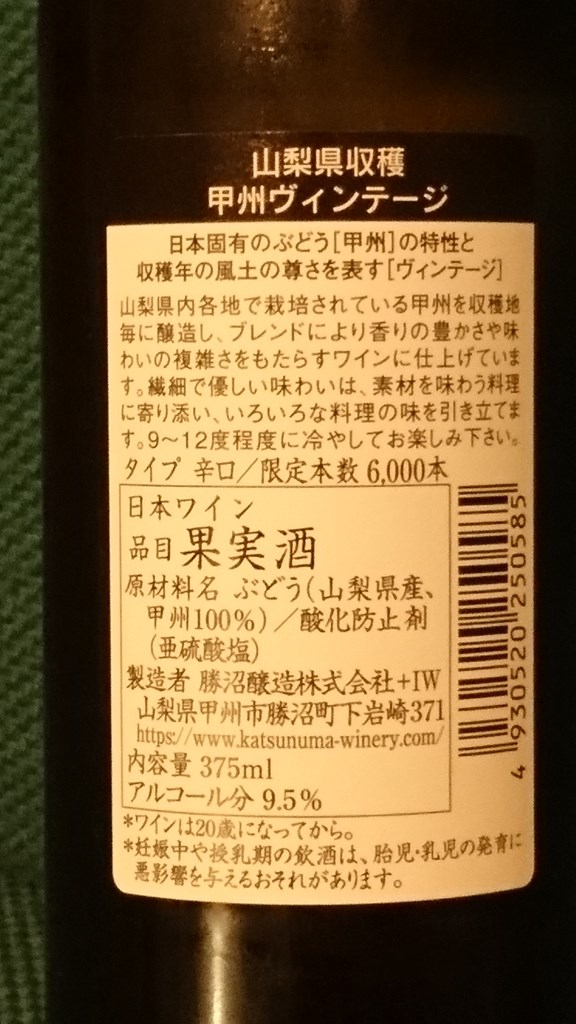 山梨県収穫
甲州ヴィンテージ
日本固有のぶどう[甲州]の特性と
収穫年の風土の尊さを表す[ヴィンテージ]
山梨県内各地で栽培されている甲州を収穫地
毎に醸造し、ブレンドにより香りの豊かさや味
わいの複雑さをもたらすワインに仕上げていま
す。繊細で優しい味わいは、素材を味わう料理
に寄り添い、いろいろな料理の味を引き立てま
す。9〜12度程度に冷やしてお楽しみ下さい。
タイプ 辛口／限定本数 6,000本
日本ワイン
品目 果実酒
原材料名 ぶどう(山梨県産、
甲州100%)／酸化防止剤
(亜硫酸塩)
製造者 勝沼醸造株式会社+IW
山梨県甲州市勝沼町下岩崎371
https://www.katsunuma-winery.com/
内容量 375ml
アルコール分 9.5%
*ワインは20歳になってから。
*妊娠中や授乳期の飲酒は、胎児・乳児の発育に
悪影響を与えるおそれがあります。
4 930520 250585